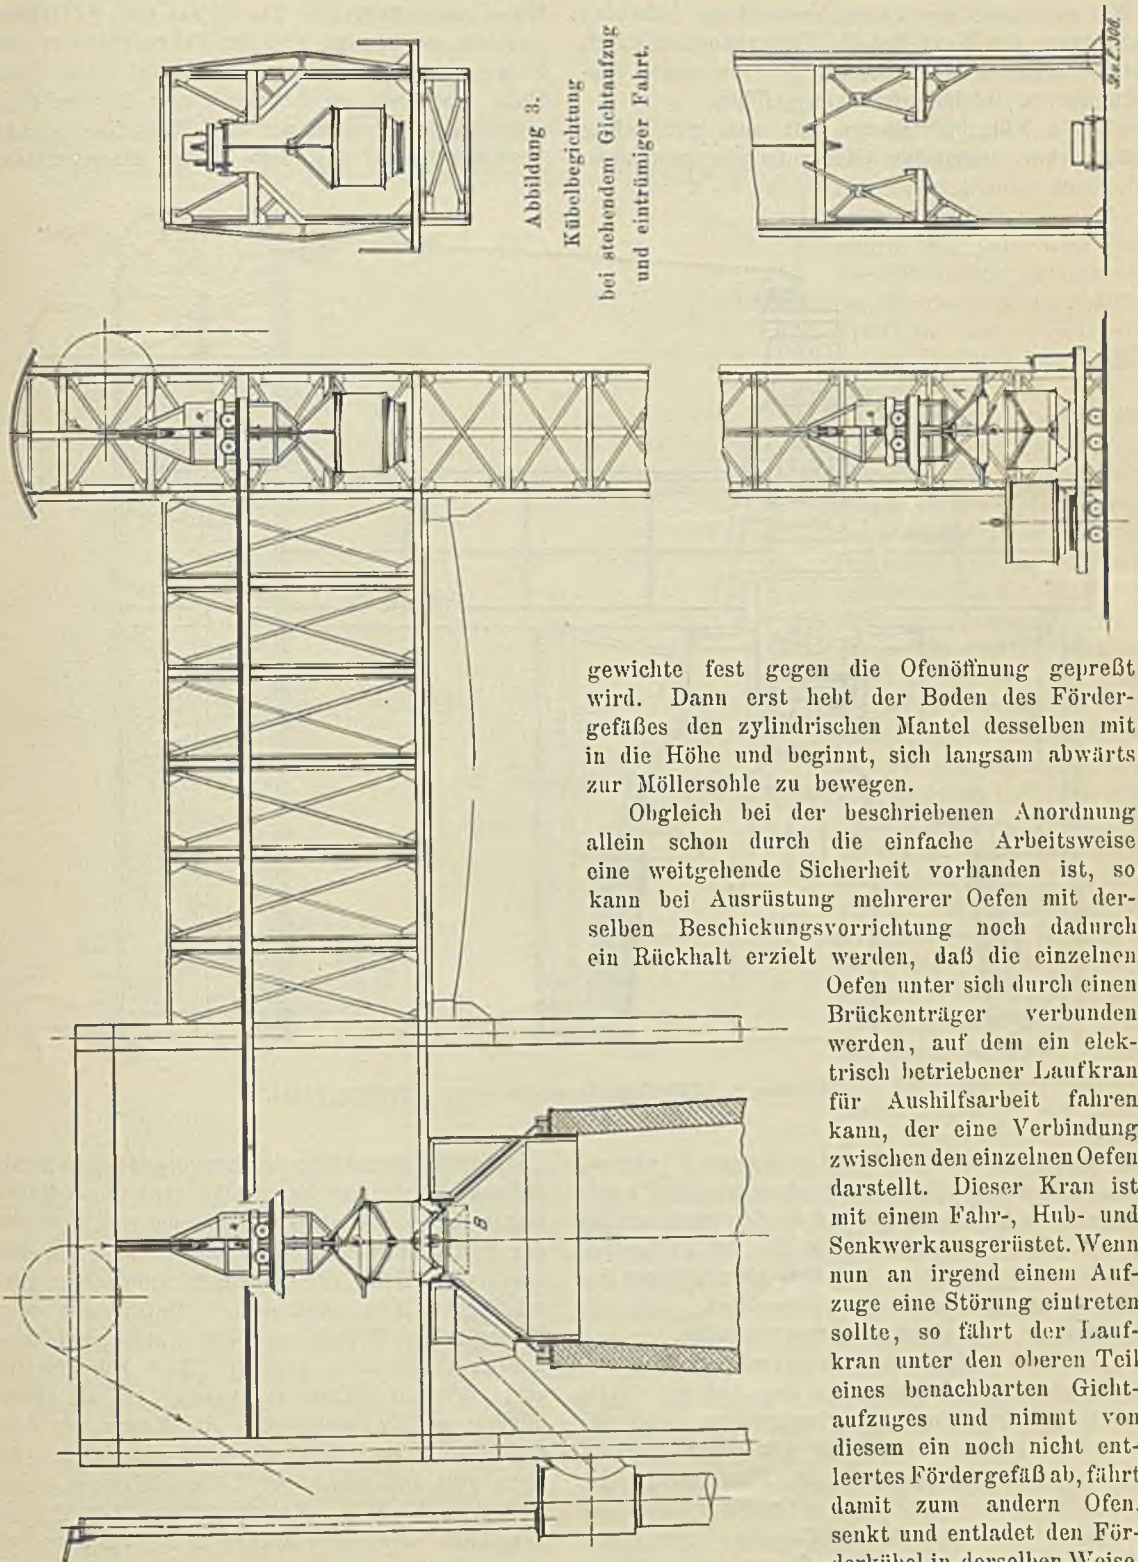 Abbildung 3.
Kübelbegichtung
bei stehendem Gichtaufzug
und eintrümiger Fahrt.
St.u.E. 306.
A
B
gewichte fest gegen die Ofenöffnung gepreßt
wird. Dann erst hebt der Boden des Förder-
gefäßes den zylindrischen Mantel desselben mit
in die Höhe und beginnt, sich langsam abwärts
zur Möllersohle zu bewegen.
Obgleich bei der beschriebenen Anordnung
allein schon durch die einfache Arbeitsweise
eine weitgehende Sicherheit vorhanden ist, so
kann bei Ausrüstung mehrerer Oefen mit der-
selben Beschickungsvorrichtung noch dadurch
ein Rückhalt erzielt werden, daß die einzelnen
Oefen unter sich durch einen
Brückenträger verbunden
werden, auf dem ein elek-
trisch betriebener Laufkran
für Aushilfsarbeit fahren
kann, der eine Verbindung
zwischen den einzelnen Oefen
darstellt. Dieser Kran ist
mit einem Fahr-, Hub- und
Senkwerk ausgerüstet. Wenn
nun an irgend einem Auf-
zuge eine Störung eintreten
sollte, so fährt der Lauf-
kran unter den oberen Teil
eines benachbarten Gicht-
aufzuges und nimmt von
diesem ein noch nicht ent-
leertes Fördergefäß ab, fährt
damit zum andern Ofen,
senkt und entladet den För-
derkübel in derselben Weise,